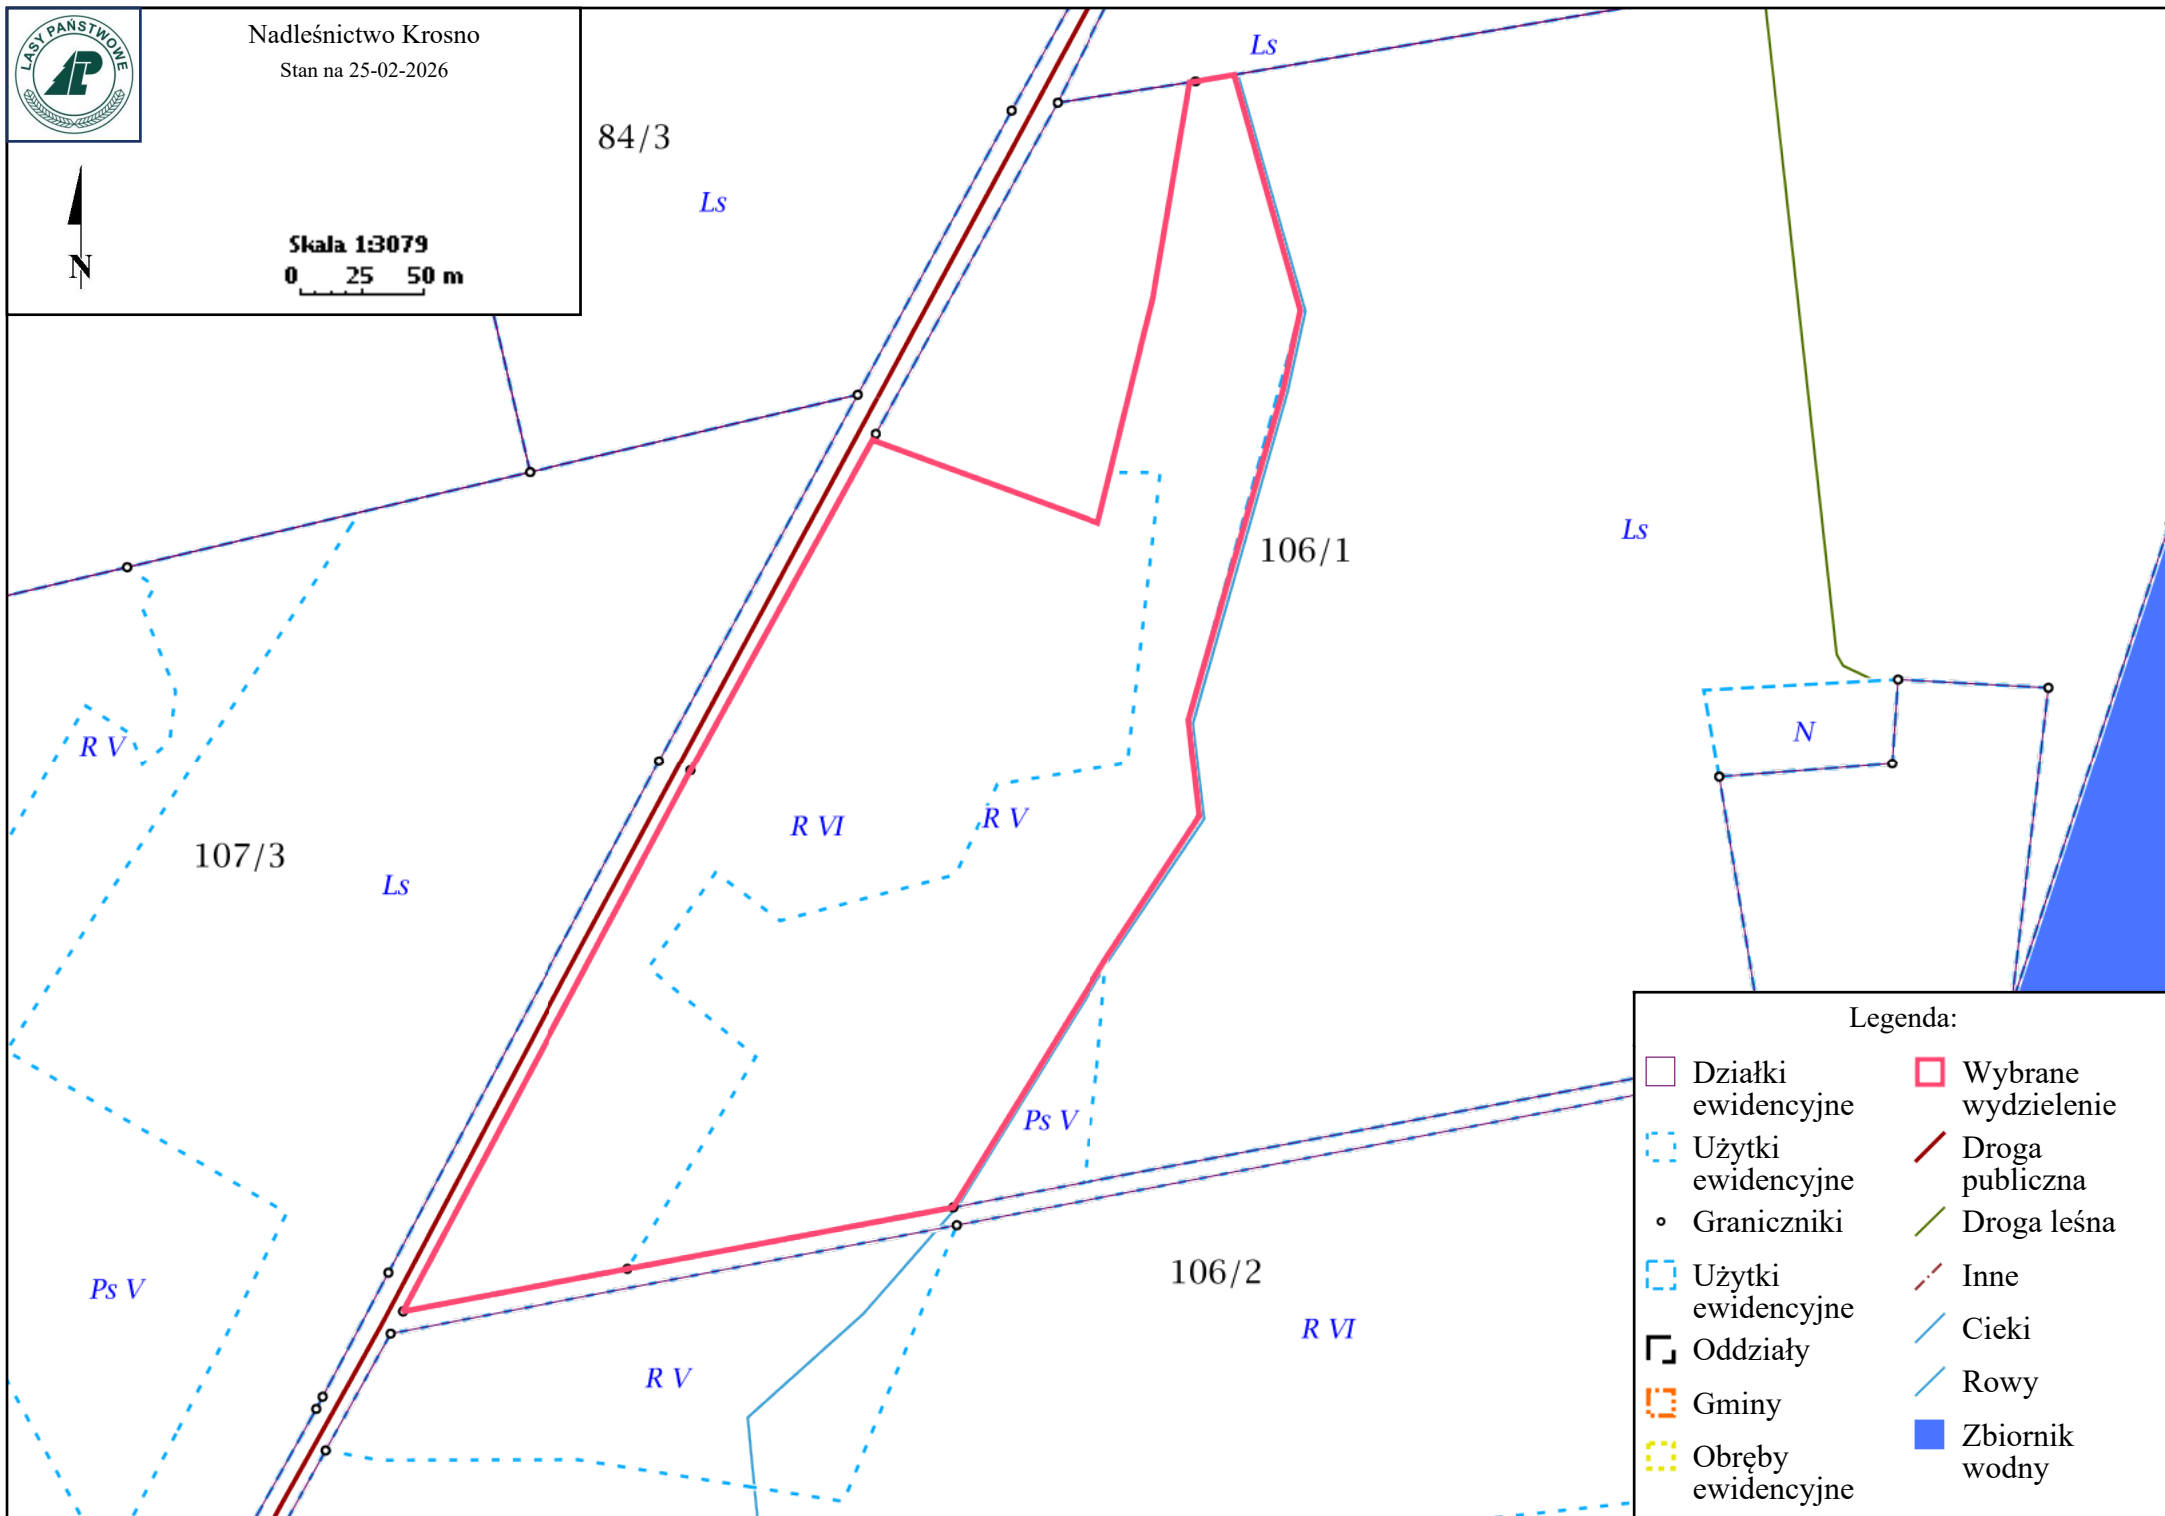 LASY PAŃSTWOWE
Nadleśnictwo Krosno
Stan na 25-02-2026
N
Skala 1:3079
0 25 50 m
84/3
Ls
Ls
106/1
Ls
R V
107/3
Ls
R VI
R V
N
Ps V
Ps V
106/2
R VI
R V
Legenda:
Działki
ewidencyjne
Użytki
ewidencyjne
Graniczniki
Użytki
ewidencyjne
Oddziały
Gminy
Obręby
ewidencyjne
Wybrane
wydzielenie
Droga
publiczna
Droga leśna
Inne
Cieki
Rowy
Zbiornik
wodny